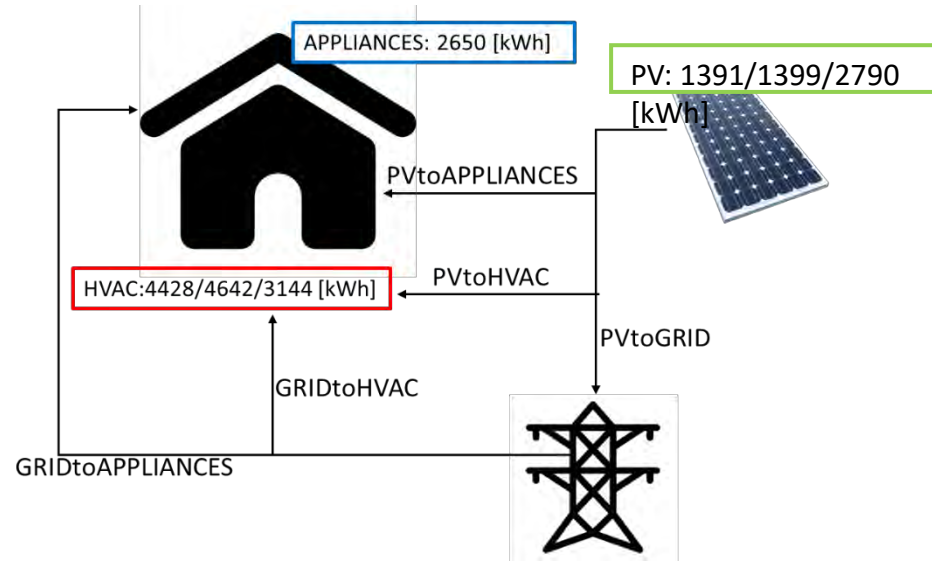 APPLIANCES: 2650 [kWh]
PV: 1391/1399/2790
[kWh]
PVtoAPPLIANCES
PVtoHVAC
HVAC:4428/4642/3144 [kWh]
PVtoGRID
GRIDtoHVAC
GRIDtoAPPLIANCES